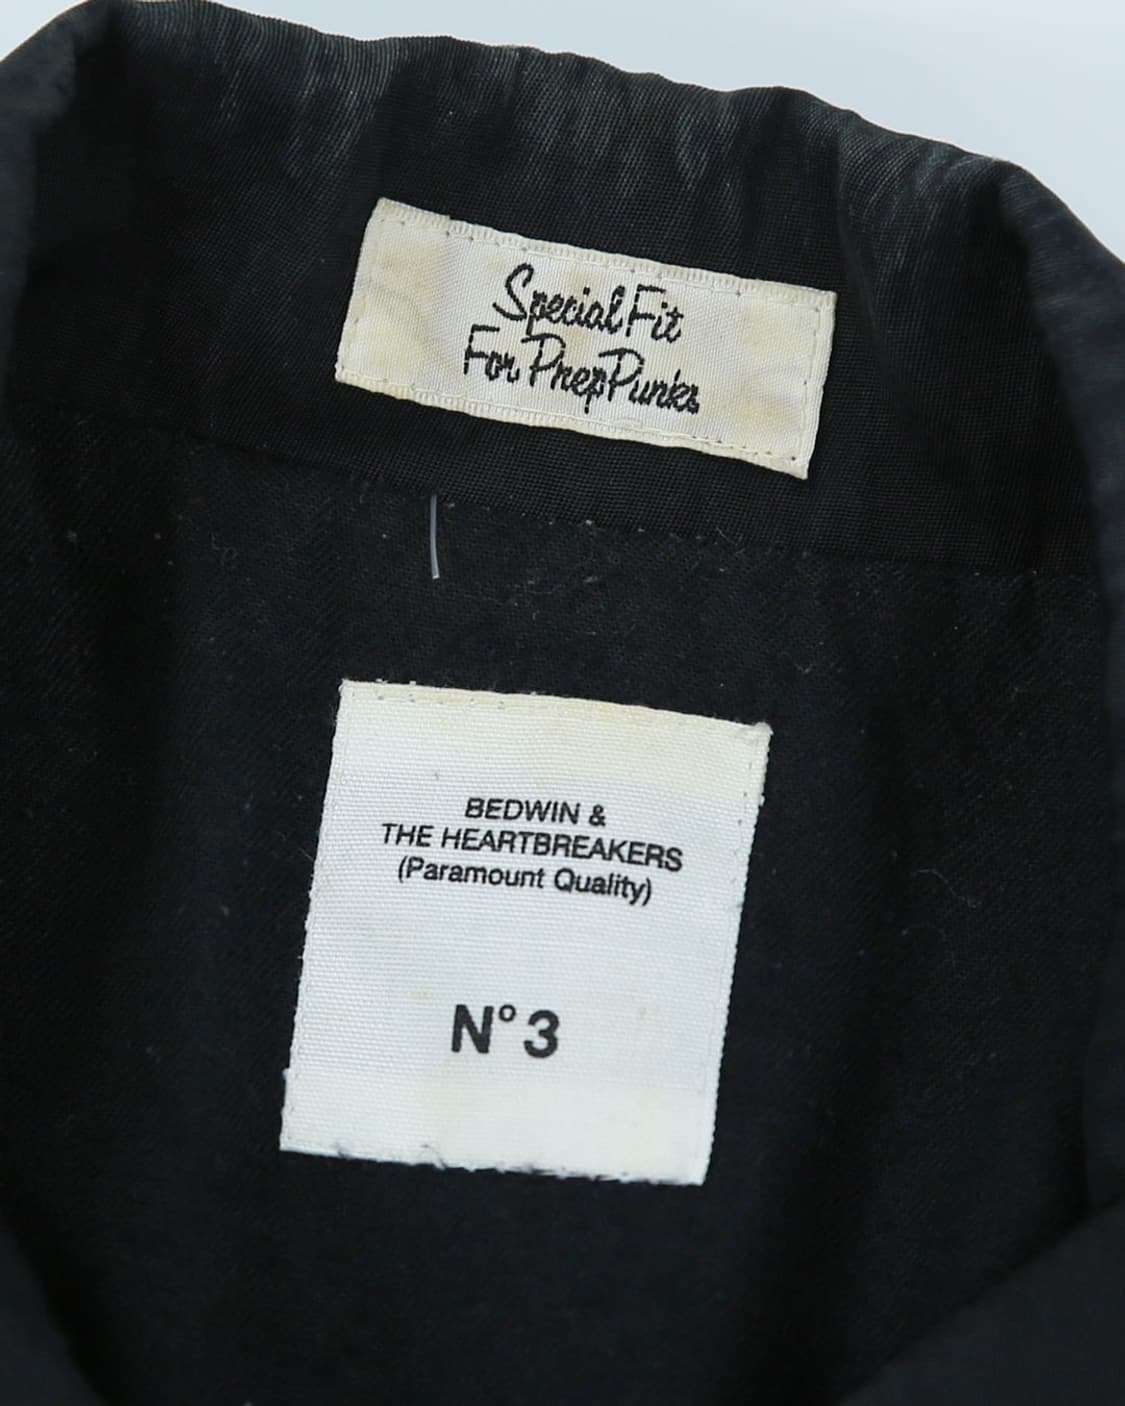 Special Fit
For Prep Punks
BEDWIN &
THE HEARTBREAKERS
(Paramount Quality)
N° 3